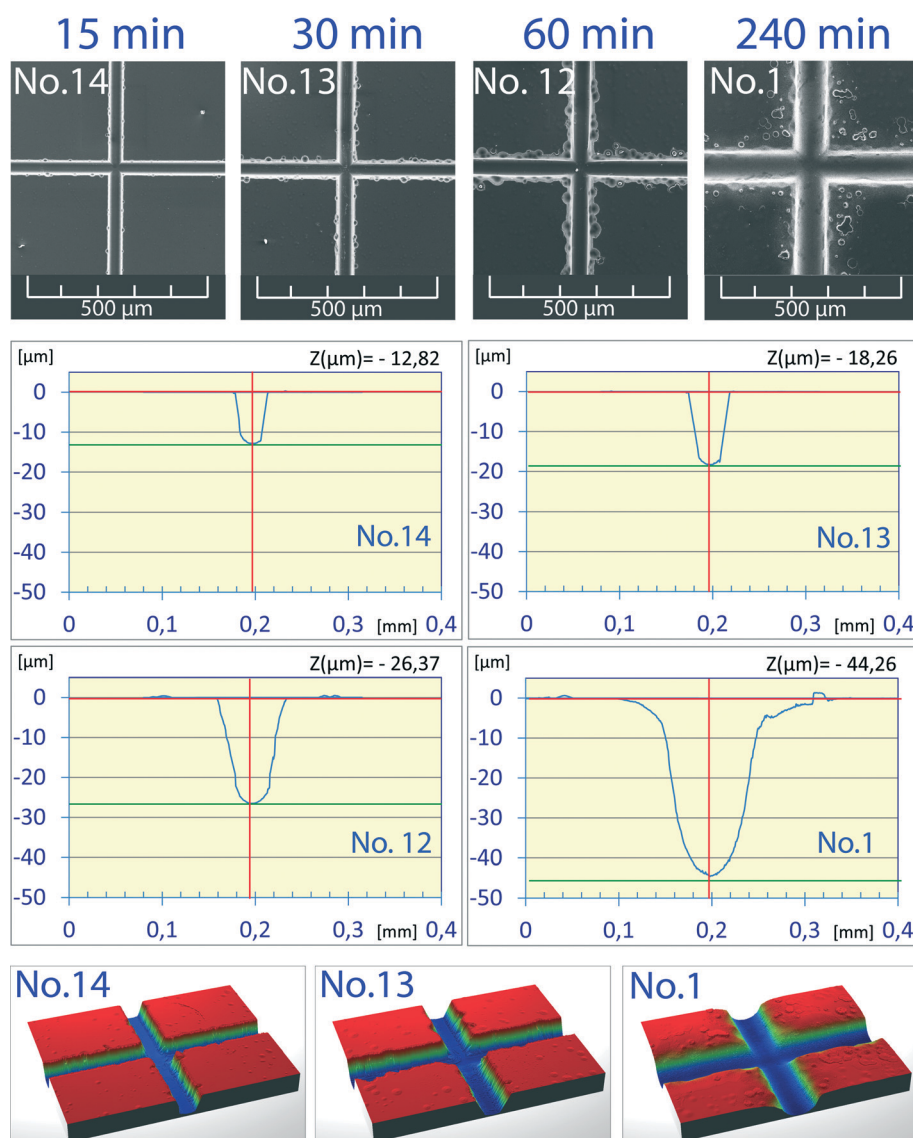 15 min 30 min 60 min 240 min
No.14 No.13 No. 12 No.1
500 µm 500 µm 500 µm 500 µm
[µm] Z(µm)= - 12,82
0
-10
-20
-30
-40
-50
No.14
0 0,1 0,2 0,3 [mm] 0,4
[µm] Z(µm)= - 18,26
0
-10
-20
-30
-40
-50
No.13
0 0,1 0,2 0,3 [mm] 0,4
[µm] Z(µm)= - 26,37
0
-10
-20
-30
-40
-50
No. 12
0 0,1 0,2 0,3 [mm] 0,4
[µm] Z(µm)= - 44,26
0
-10
-20
-30
-40
-50
No.1
0 0,1 0,2 0,3 [mm] 0,4
No.14 No.13 No.1